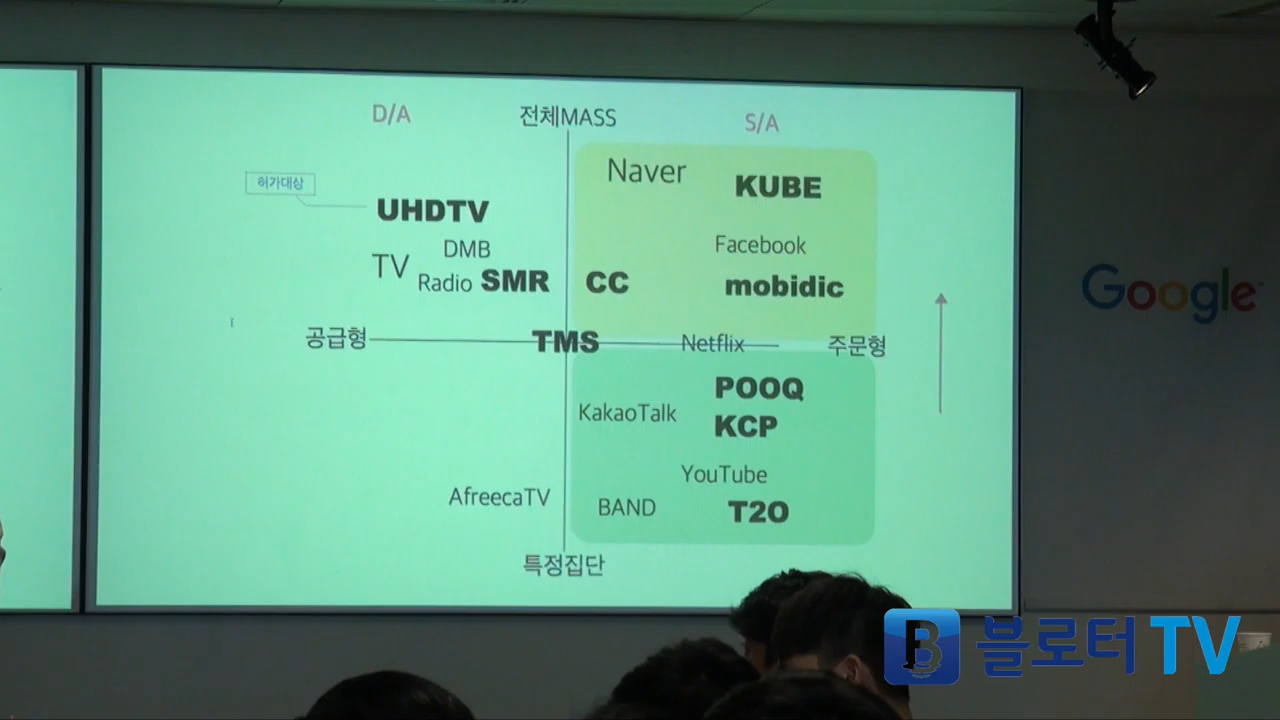 D/A 전체MASS S/A
Naver KUBE
허가대상
UHDTV
DMB Facebook
TV Radio SMR CC mobidic
Google
공급형 TMS Netflix 주문형
POOQ
KakaoTalk KCP
YouTube
AfreecaTV BAND T2O
특정집단
B 블로터TV